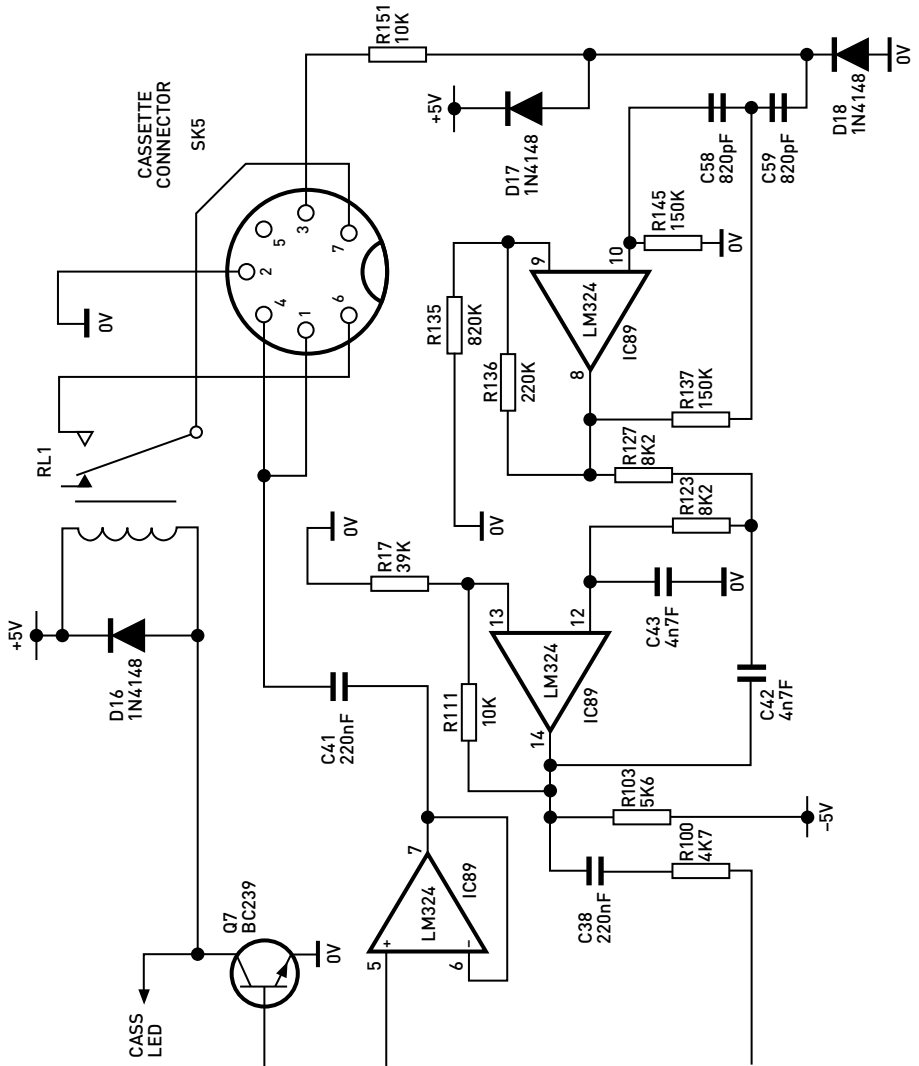 CASSETTE
CONNECTOR
SK5
R151
10K
+5V
D17
1N4148
D18
1N4148
0V
C58
820pF
C59
820pF
R145
150K
0V
3
5
2
4
1
7
6
0V
RL1
R135
820K
R136
220K
9
10
LM324
IC89
8
R137
150K
R127
8K2
R123
8K2
0V
0V
R17
39K
13
12
LM324
IC89
14
C43
4n7F
0V
C42
4n7F
R111
10K
+5V
D16
1N4148
C41
220nF
R103
5K6
-5V
R100
4K7
C38
220nF
7
LM324
IC89
5
+
6
−
Q7
BC239
0V
CASS
LED